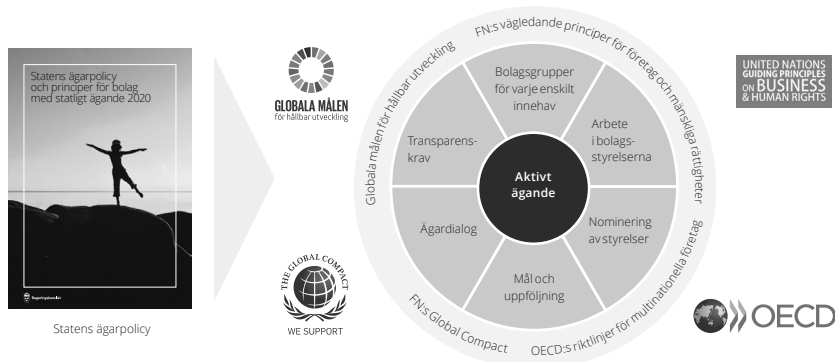 Statens ägarpolicy
och principer för bolag
med statligt ägande 2020
Regeringskansliet
Statens ägarpolicy
GLOBALA MÅLEN
för hållbar utveckling
THE GLOBAL COMPACT
WE SUPPORT
Globala målen för hållbar utveckling
FN:s vägledande principer för företag och mänskliga rättigheter
OECD:s riktlinjer för multinationella företag
FN:s Global Compact
Bolagsgrupper
för varje enskilt
innehav
Arbete
i bolags-
styrelserna
Nominering
av styrelser
Mål och
uppföljning
Ägardialog
Transparens-
krav
Aktivt
ägande
UNITED NATIONS
GUIDING PRINCIPLES
ON BUSINESS
& HUMAN RIGHTS
OECD